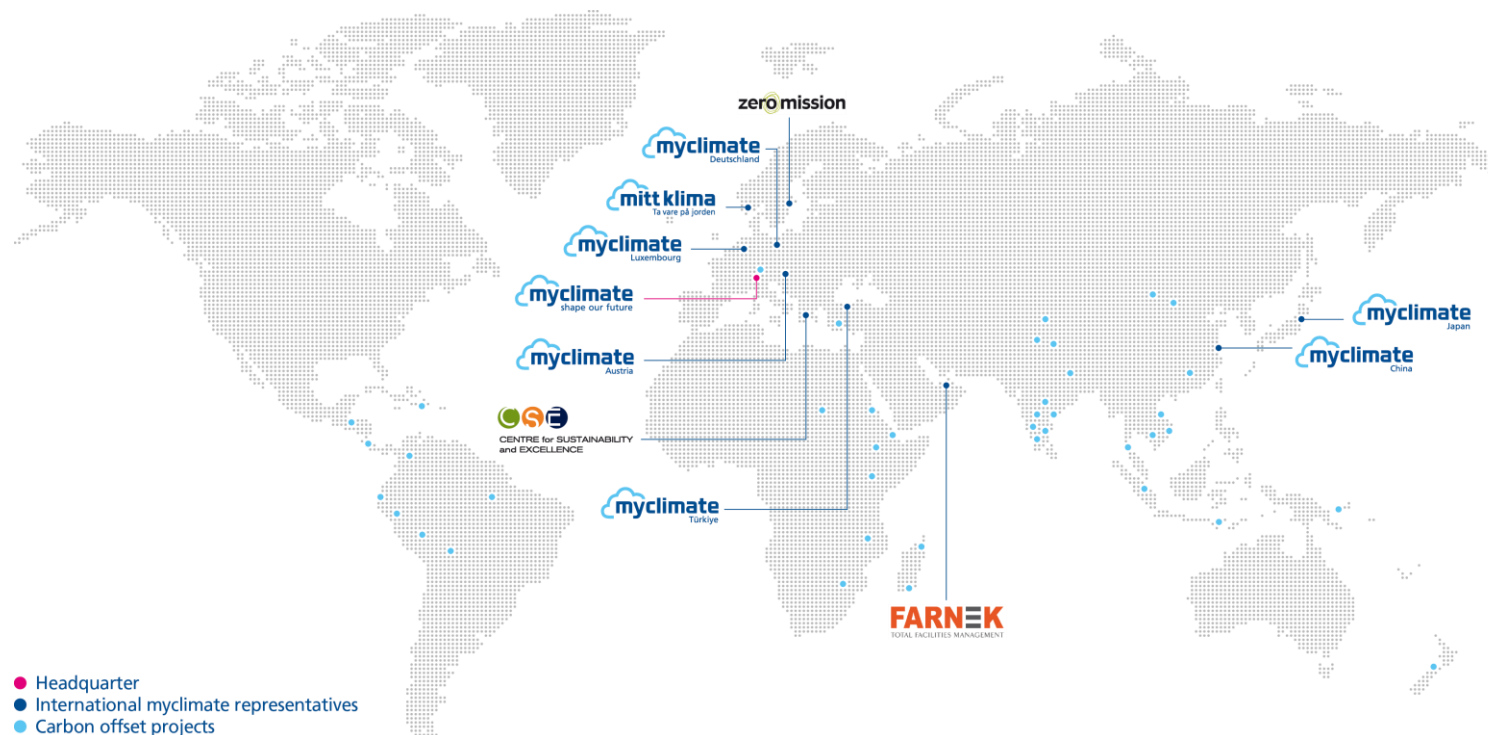 zeromission
myclimate
Deutschland
mitt klima
Ta vare på jorden
myclimate
Luxembourg
myclimate
shape our future
myclimate
Japan
myclimate
China
myclimate
Austria
CSE
CENTRE for SUSTAINABILITY
and EXCELLENCE
myclimate
Türkiye
FARNEK
TOTAL FACILITIES MANAGEMENT
Headquarter
International myclimate representatives
Carbon offset projects